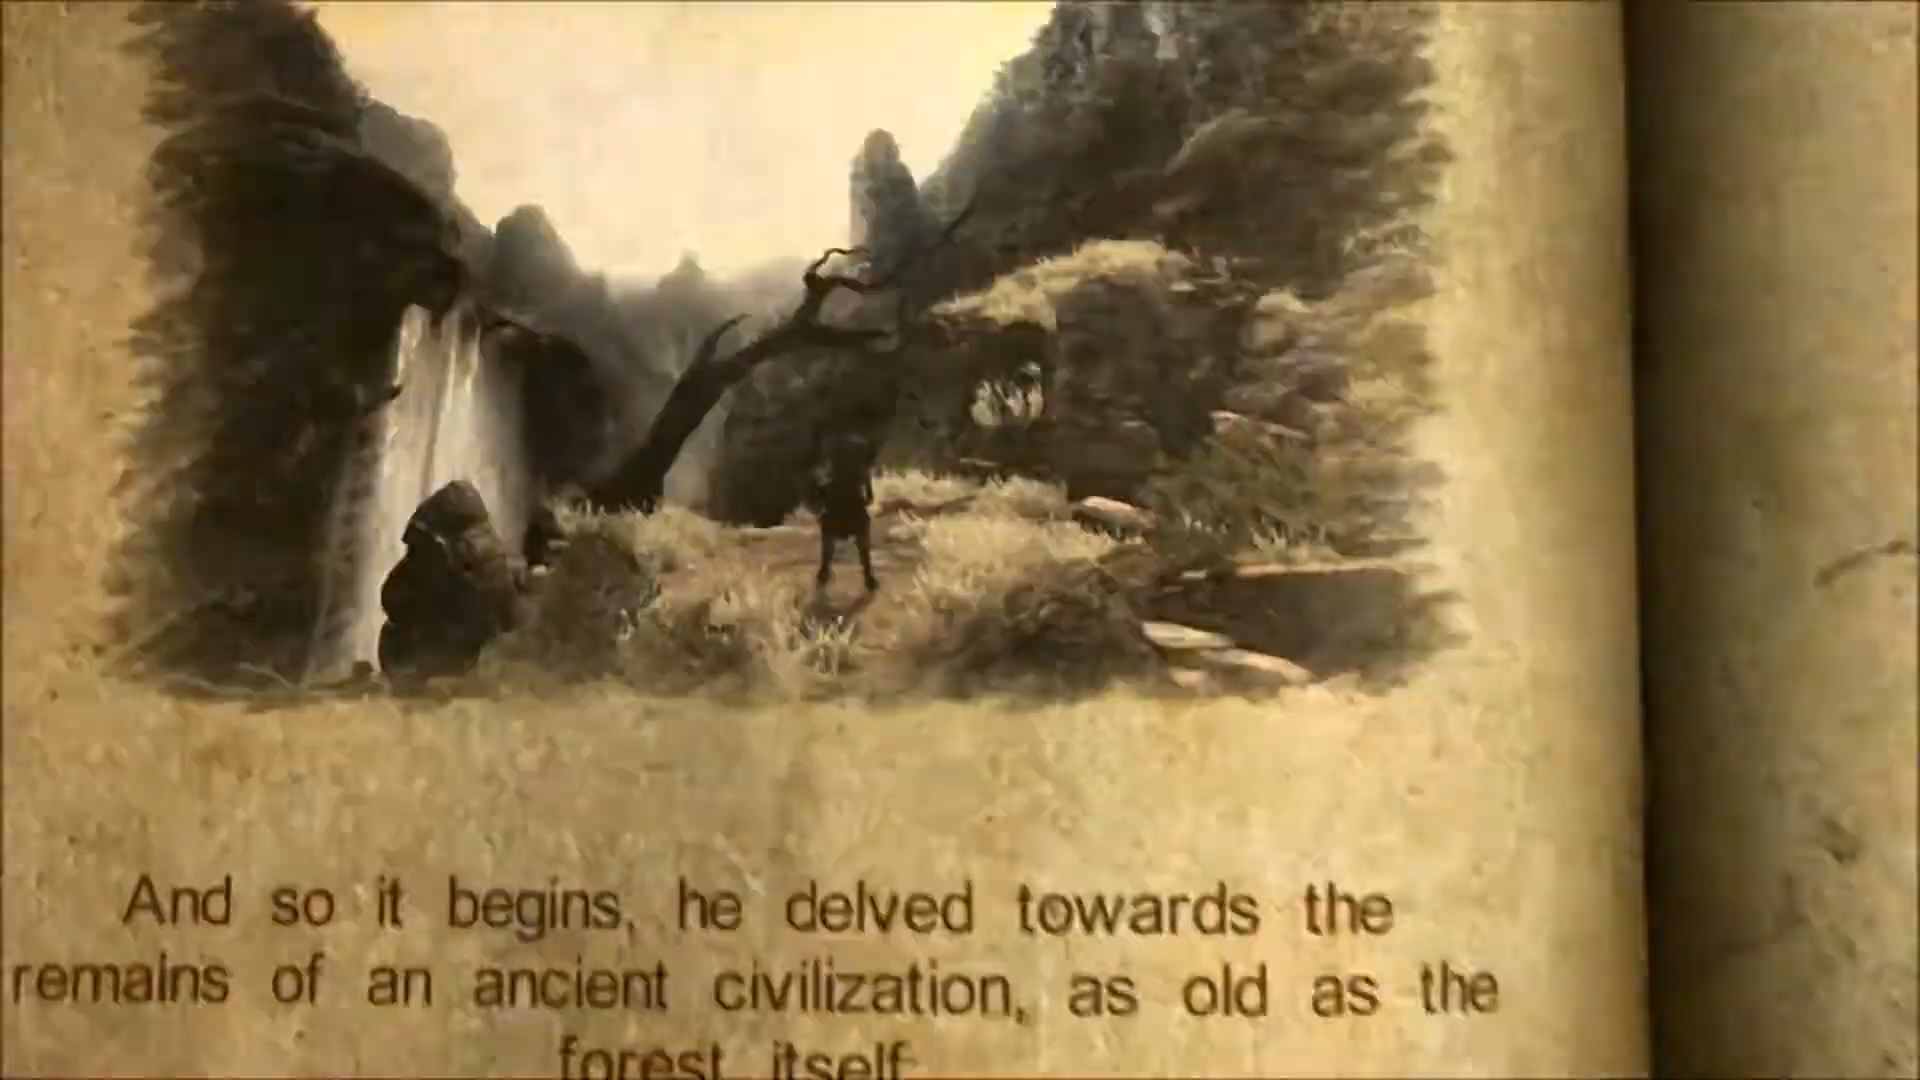 And so it begins, he delved towards the
remains of an ancient civilization, as old as the
forest itself